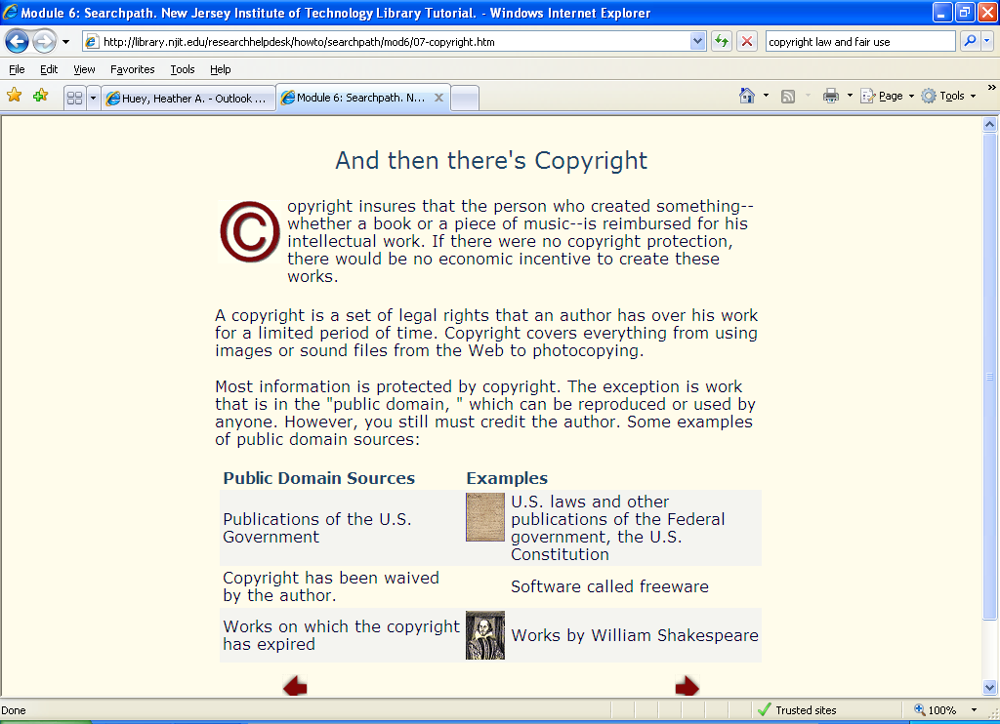 Module 6: Searchpath. New Jersey Institute of Technology Library Tutorial. - Windows Internet Explorer
http://library.njit.edu/researchhelpdesk/howto/searchpath/mod6/07-copyright.htm
copyright law and fair use
File Edit View Favorites Tools Help
Huey, Heather A. - Outlook ...
Module 6: Searchpath. N...
Page
Tools
And then there's Copyright
©opyright insures that the person who created something--
whether a book or a piece of music--is reimbursed for his
intellectual work. If there were no copyright protection,
there would be no economic incentive to create these
works.
A copyright is a set of legal rights that an author has over his work
for a limited period of time. Copyright covers everything from using
images or sound files from the Web to photocopying.
Most information is protected by copyright. The exception is work
that is in the "public domain, " which can be reproduced or used by
anyone. However, you still must credit the author. Some examples
of public domain sources:
Public Domain Sources Examples
Publications of the U.S.
Government
U.S. laws and other
publications of the Federal
government, the U.S.
Constitution
Copyright has been waived
by the author.
Software called freeware
Works on which the copyright
has expired
Works by William Shakespeare
Done
Trusted sites
100%